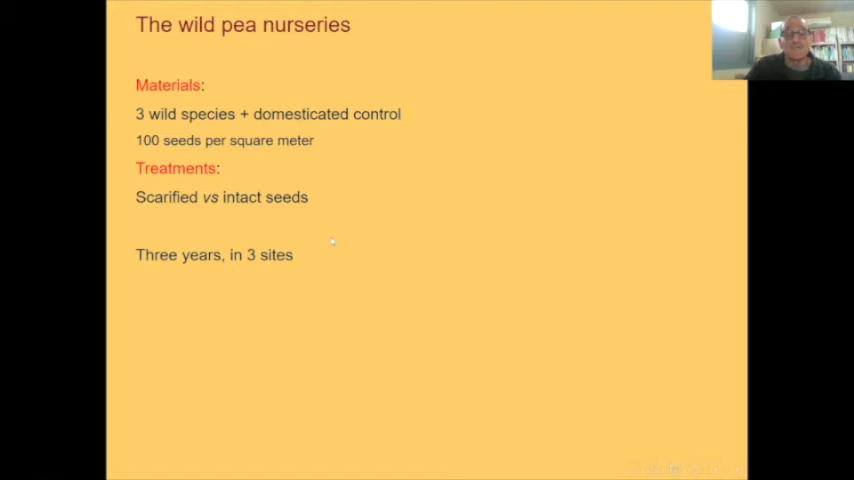 The wild pea nurseries
Materials:
3 wild species + domesticated control
100 seeds per square meter
Treatments:
Scarified vs intact seeds
Three years, in 3 sites